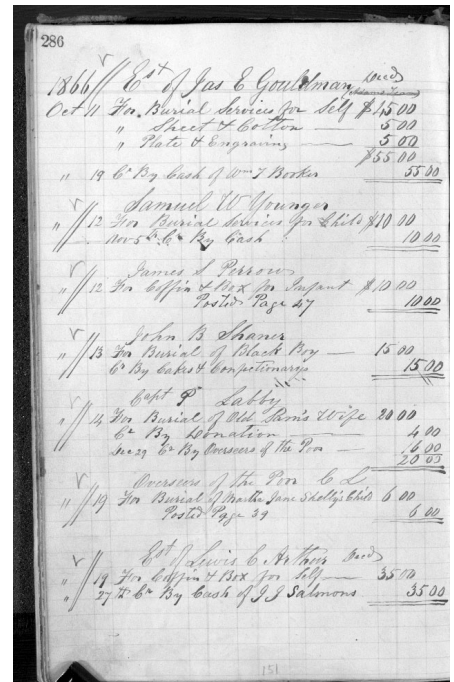 286
1866 Est of Jas E Gouldman Decd
Oct 11 For Burial Services for Self $45 00
" Sheet & Cotton — 5 00
" Plate & Engraving — 5 00
$55 00
" 19 Cr By Cash of Wm T Booker 55 00
Samuel W Younger
" 12 For Burial Services for Child $10 00
Nov 5th Cr By Cash 10 00
James S Perrow
" 12 For Coffin & Box for Infant $10 00
Posted Page 47 10 00
John B Shaner
" 13 For Burial of Black Boy — 15 00
Cr By Cakes & Confectionarys 15 00
Capt P Labby
" 14 For Burial of Old Sam's Wife 20 00
Cr By Donation — 4 00
Dec 29 Cr By Overseers of the Poor — 16 00
20 00
Overseers of the Poor C L
" 19 For Burial of Jane Shelly's Child 6 00
Posted Page 39 6 00
Est of Lewis C Arthur Decd
" 19 For Coffin & Box for Self — 35 00
" 27th Cr By Cash of J J Salmons 35 00
151